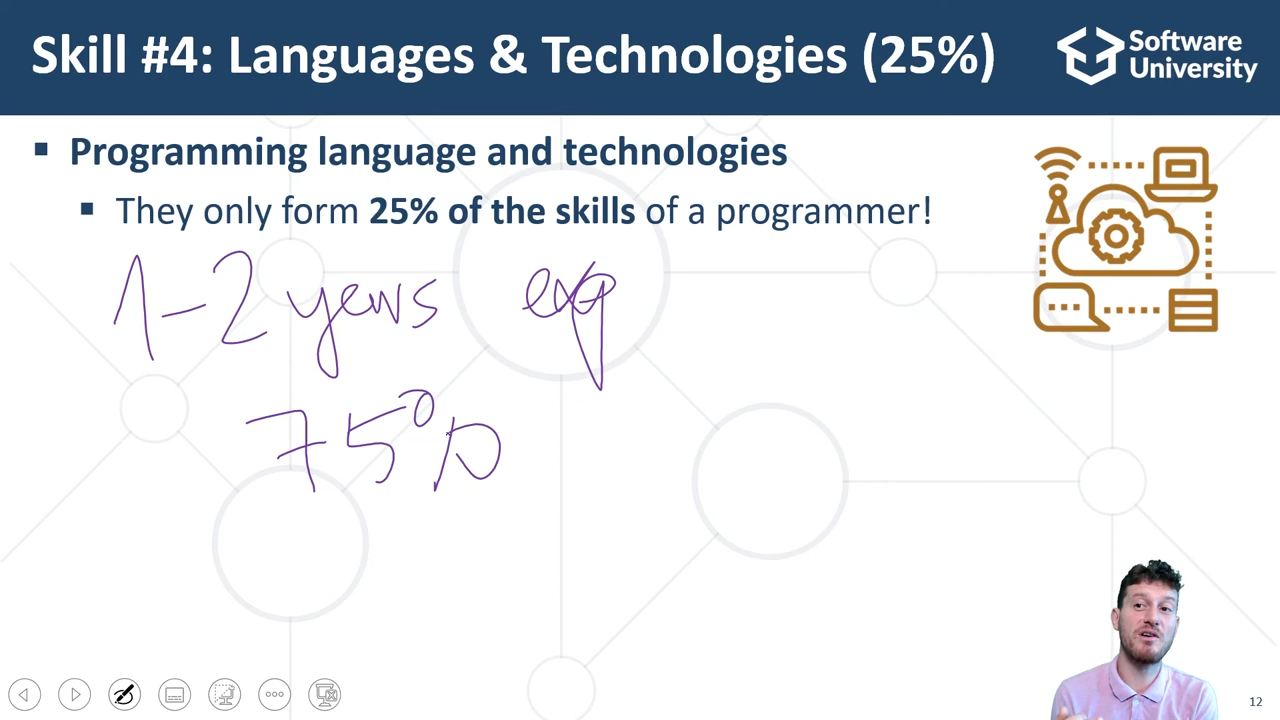 Skill #4: Languages & Technologies (25%)
Software
University
Programming language and technologies
They only form 25% of the skills of a programmer!
1-2 years exp
75%
12